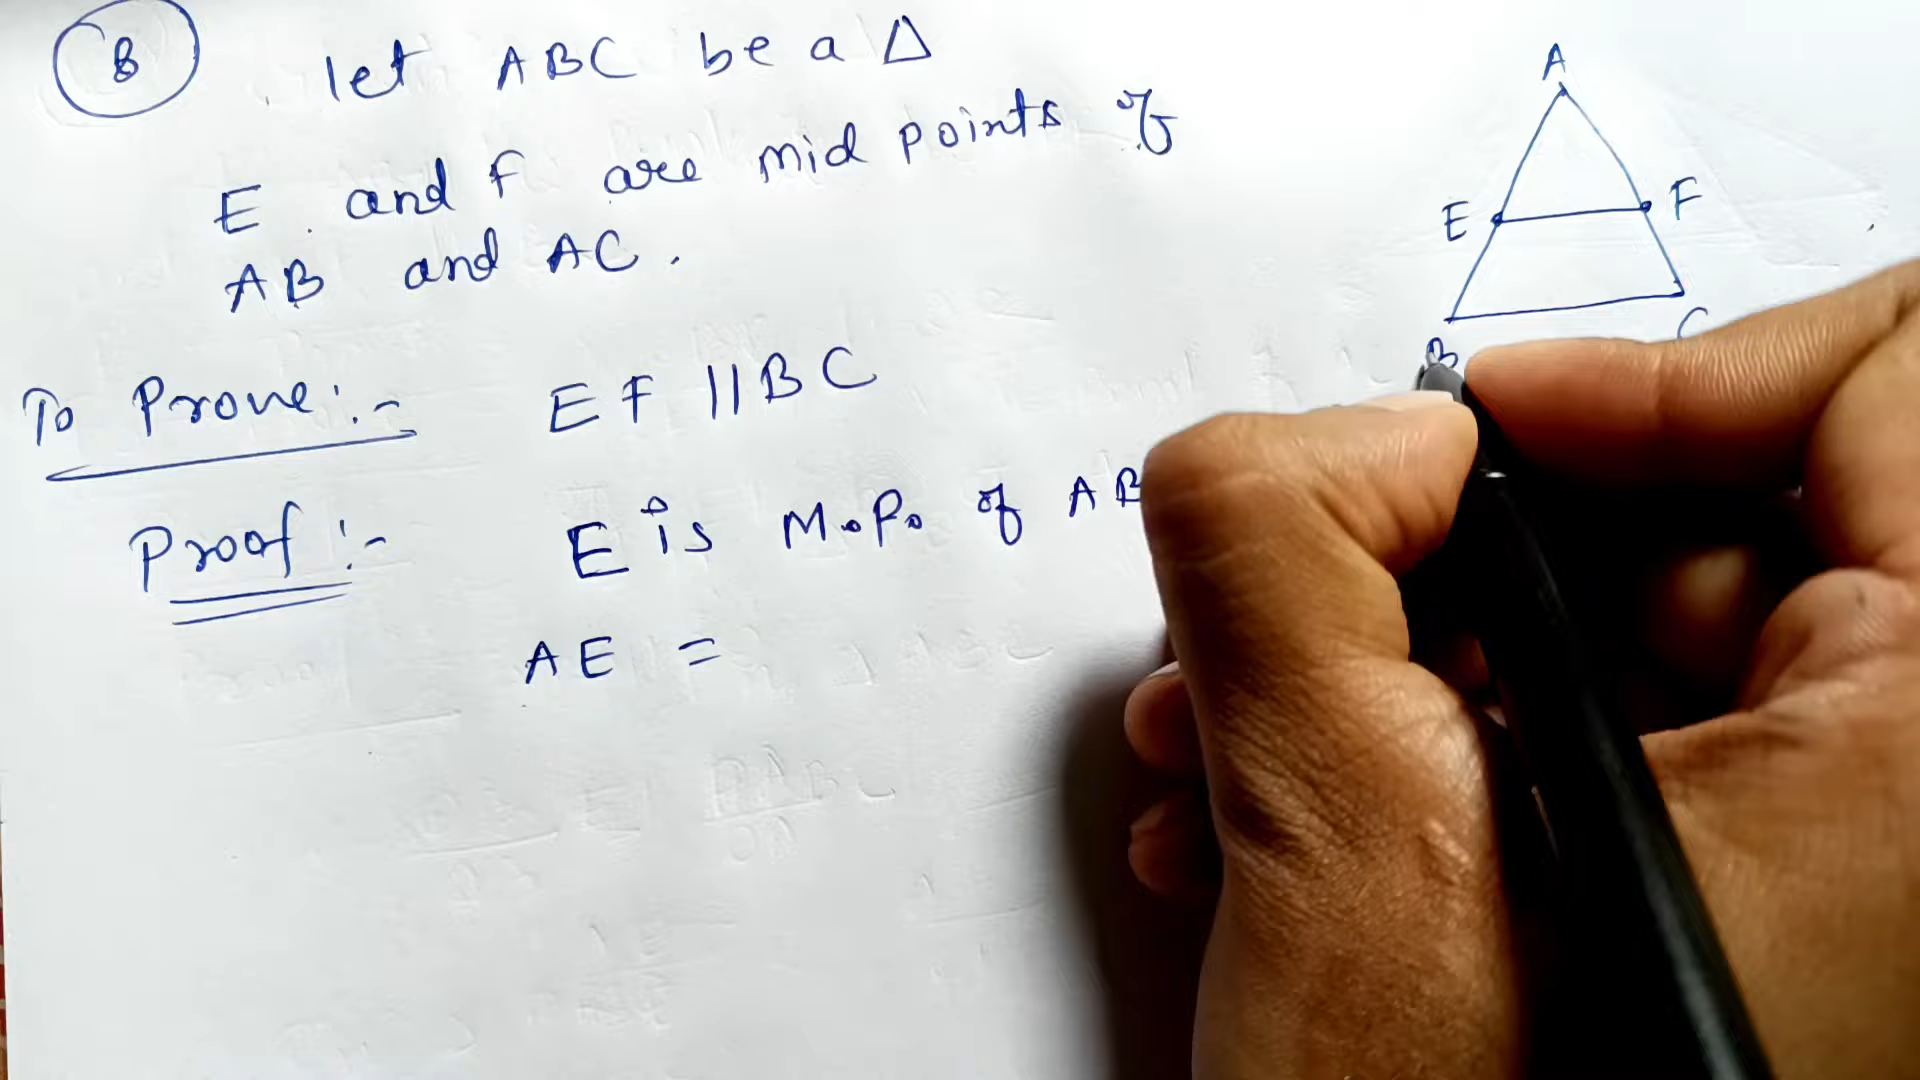 8
let ABC be a △
E and F are mid points of
AB and AC.
To Prove:- EF || BC
Proof:- E is M.P. of AB
AE =
A
E
F
B
C